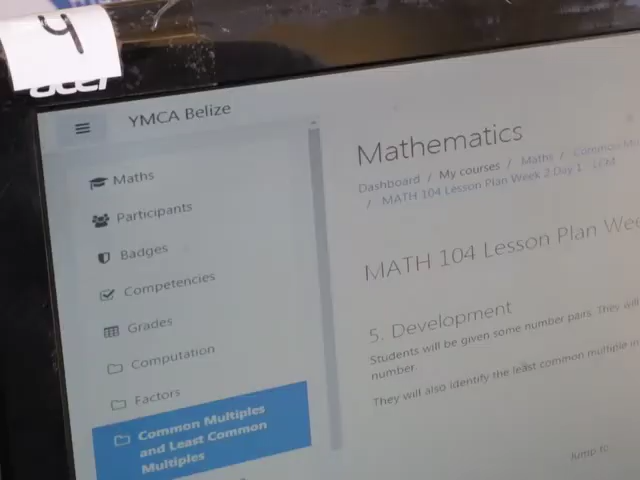 4
acer
YMCA Belize
Maths
Participants
Badges
Competencies
Grades
Computation
Factors
Common Multiples
and Least Common
Multiples
Mathematics
Dashboard / My courses / Maths / Common Mu
/ MATH 104 Lesson Plan Week 2 Day 1
MATH 104 Lesson Plan Wee
5. Development
Students will be given some number pairs. They will
number.
They will also identify the least common multiple in
Jump to